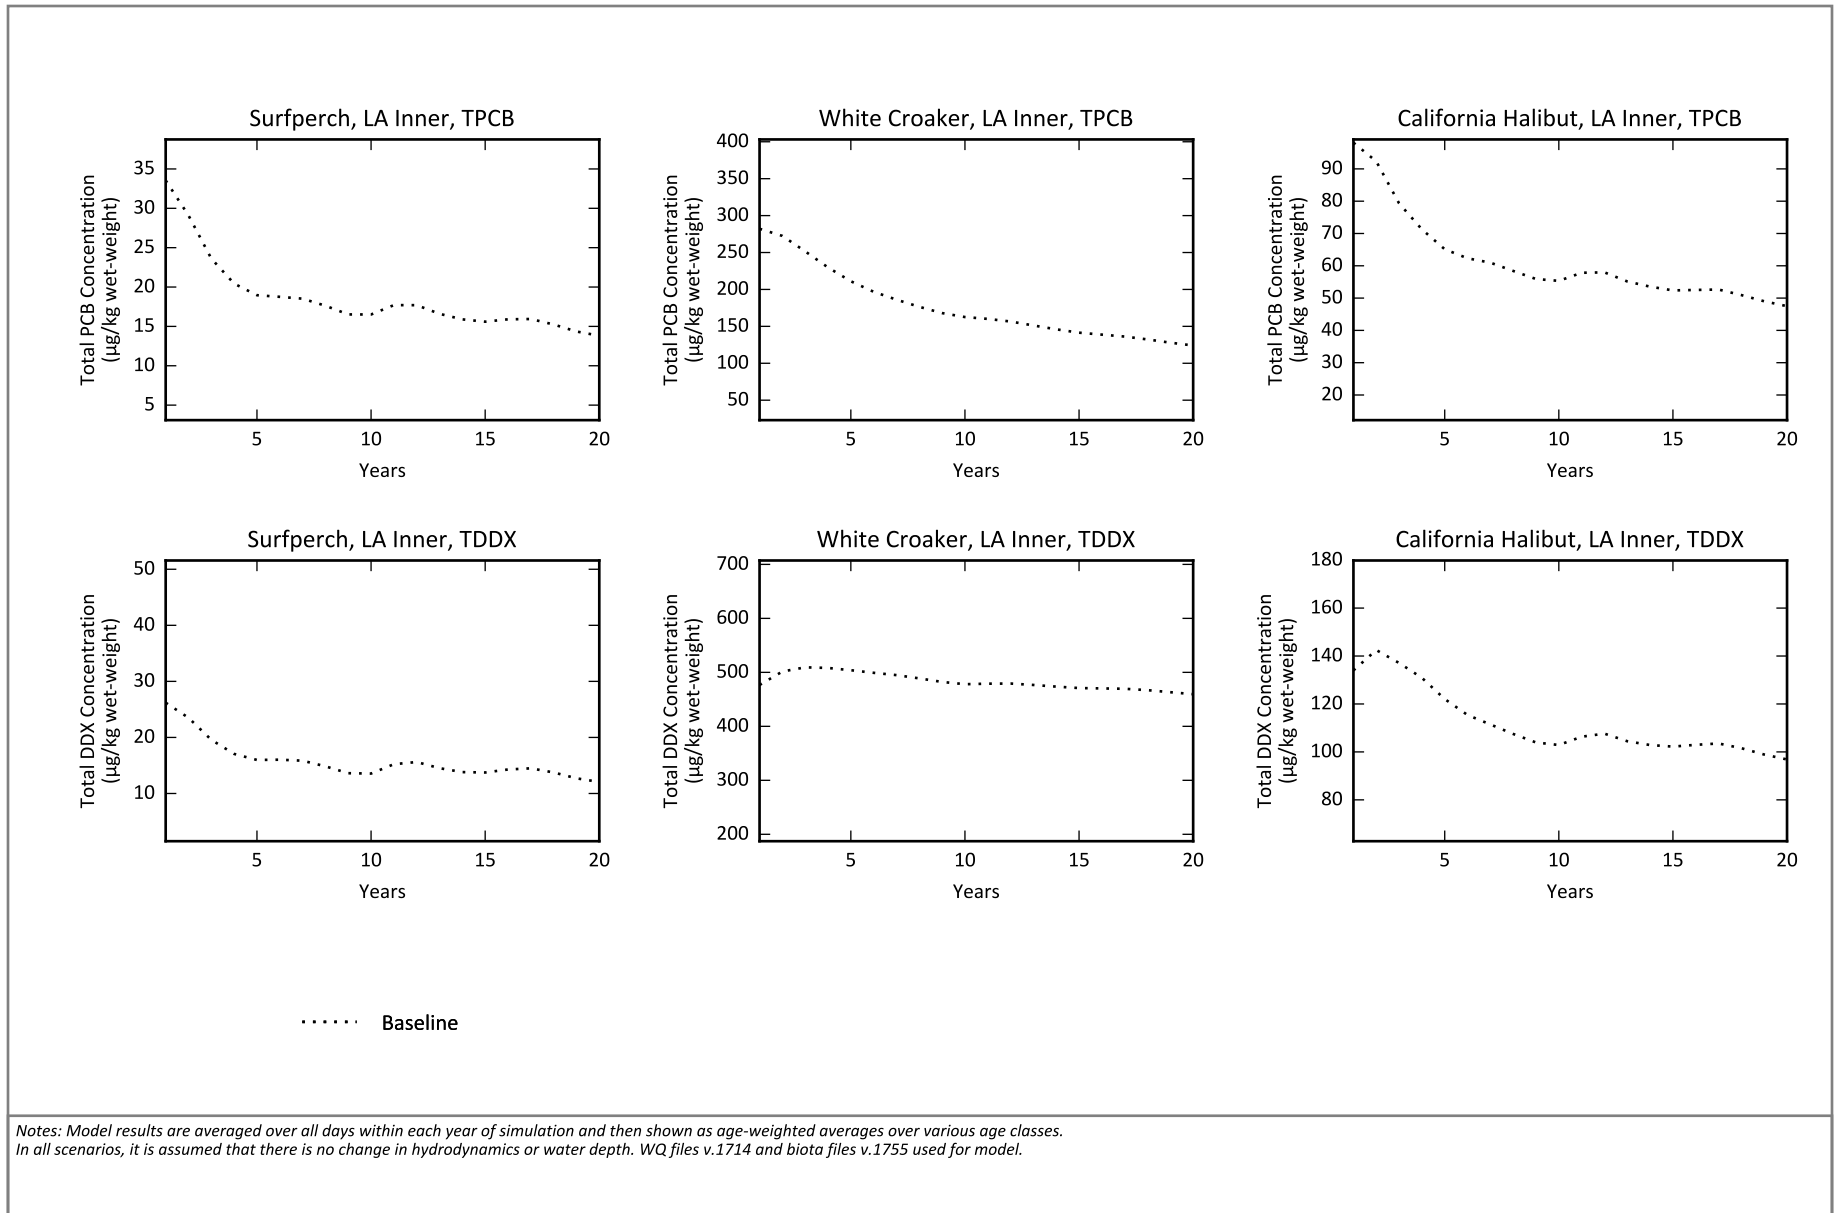 Surfperch, LA Inner, TPCB
Total PCB Concentration
(µg/kg wet-weight)
35
30
25
20
15
10
5
5 10 15 20
Years
White Croaker, LA Inner, TPCB
Total PCB Concentration
(µg/kg wet-weight)
400
350
300
250
200
150
100
50
5 10 15 20
Years
California Halibut, LA Inner, TPCB
Total PCB Concentration
(µg/kg wet-weight)
90
80
70
60
50
40
30
20
5 10 15 20
Years
Surfperch, LA Inner, TDDX
Total DDX Concentration
(µg/kg wet-weight)
50
40
30
20
10
5 10 15 20
Years
White Croaker, LA Inner, TDDX
Total DDX Concentration
(µg/kg wet-weight)
700
600
500
400
300
200
5 10 15 20
Years
California Halibut, LA Inner, TDDX
Total DDX Concentration
(µg/kg wet-weight)
180
160
140
120
100
80
5 10 15 20
Years
Baseline
Notes: Model results are averaged over all days within each year of simulation and then shown as age-weighted averages over various age classes.
In all scenarios, it is assumed that there is no change in hydrodynamics or water depth. WQ files v.1714 and biota files v.1755 used for model.